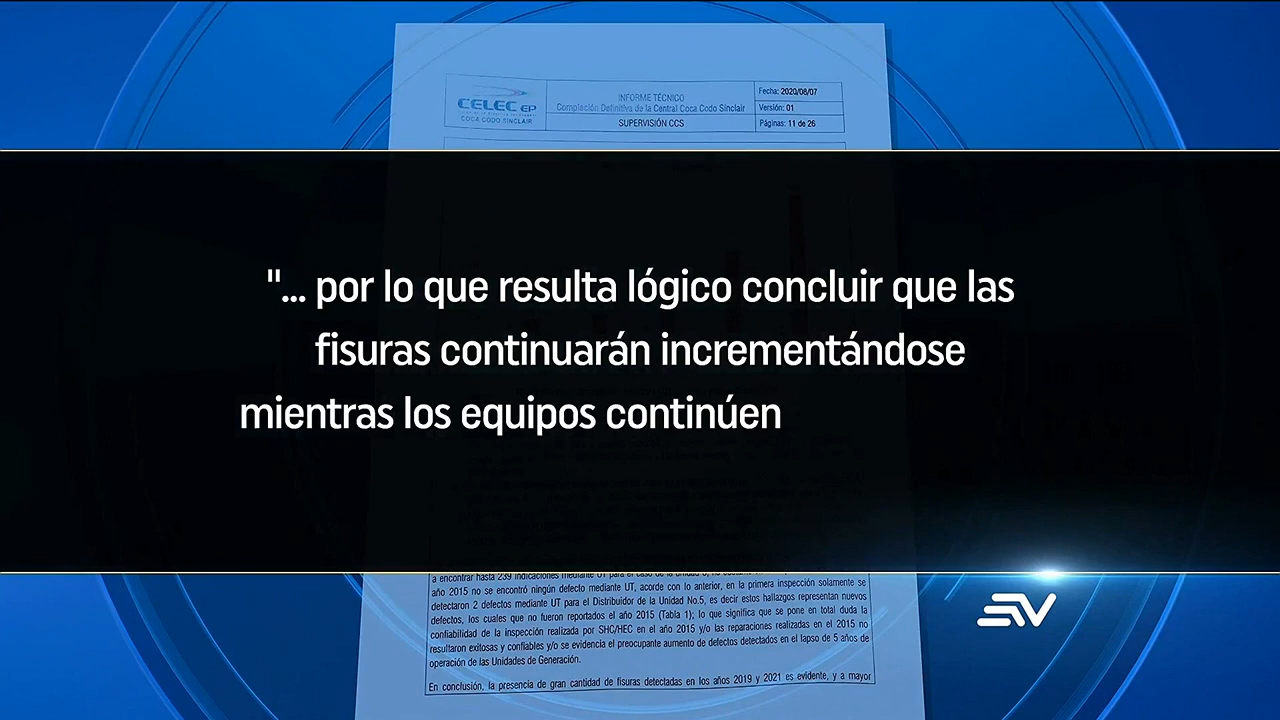 CELEC EP
COCA CODO SINCLAIR
INFORME TÉCNICO
Compleción Definitiva de la Central Coca Codo Sinclair
SUPERVISIÓN CCS
Fecha: 2020/08/07
Versión: 01
Páginas: 11 de 26
"... por lo que resulta lógico concluir que las
fisuras continuarán incrementándose
mientras los equipos continúen
a encontrar hasta 239 indicaciones mediante UT para el caso de la
año 2015 no se encontró ningún defecto mediante UT, acorde con lo anterior, en la primera inspección solamente se
detectaron 2 defectos mediante UT para el Distribuidor de la Unidad No.5, es decir estos hallazgos representan nuevos
defectos, los cuales que no fueron reportados el año 2015 (Tabla 1); lo que significa que se pone en total duda la
confiabilidad de la inspección realizada por SHC/HEC en el año 2015 y/o las reparaciones realizadas en el 2015 no
resultaron exitosas y confiables y/o se evidencia el preocupante aumento de defectos detectados en el lapso de 5 años de
operación de las Unidades de Generación.
En conclusión, la presencia de gran cantidad de fisuras detectadas en los años 2019 y 2021 es evidente, y a mayor